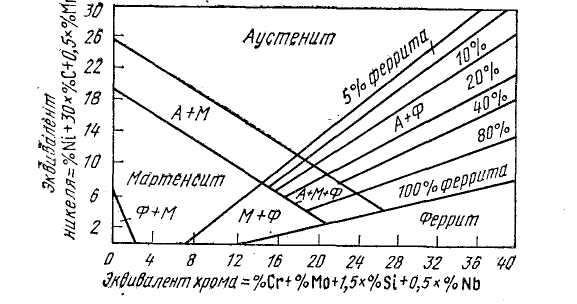 Эквивалент
никеля=%Ni+30×%C+0,5×%Mn
30
26
22
18
14
10
6
2
Аустенит
5% феррита
10%
20%
40%
80%
100% феррита
А+М
А+Ф
Мартенсит
А+М+Ф
Ф+М
М+Ф
Феррит
0 4 8 12 16 20 24 28 32 36 40
Эквивалент хрома=%Cr+%Mo+1,5×%Si+0,5×%Nb